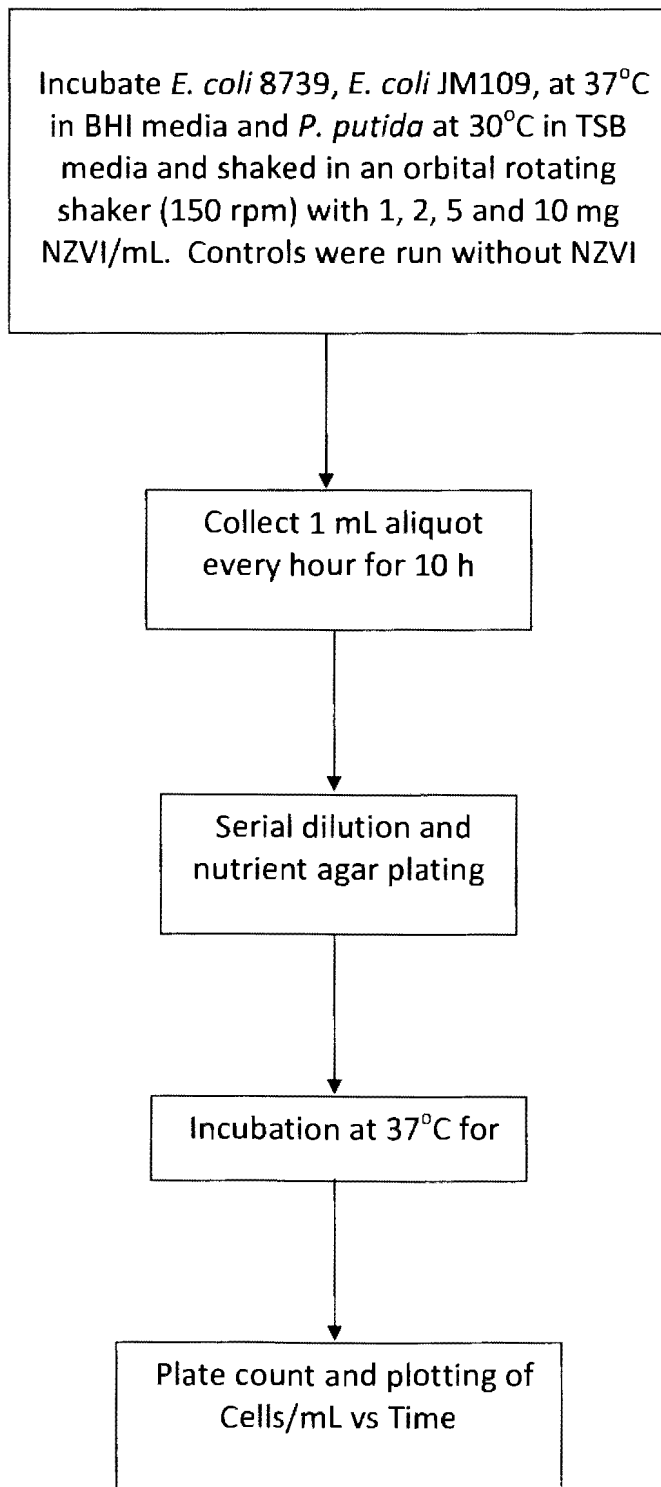 Incubate E. coli 8739, E. coli JM109, at 37°C
in BHI media and P. putida at 30°C in TSB
media and shaked in an orbital rotating
shaker (150 rpm) with 1, 2, 5 and 10 mg
NZVI/mL. Controls were run without NZVI
Collect 1 mL aliquot
every hour for 10 h
Serial dilution and
nutrient agar plating
Incubation at 37°C for
Plate count and plotting of
Cells/mL vs Time